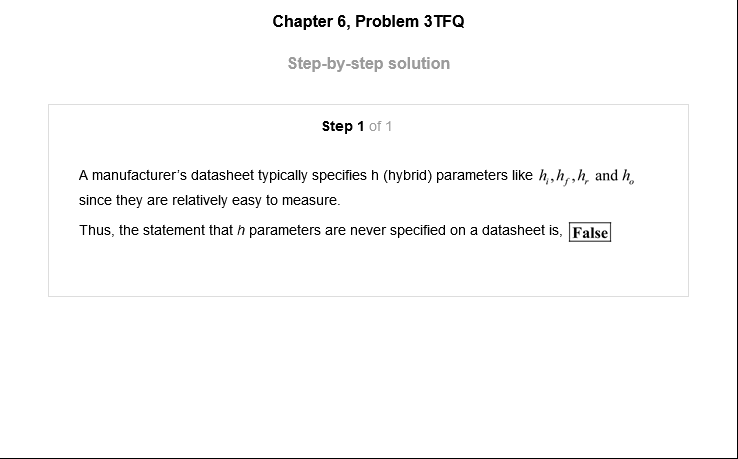 Chapter 6, Problem 3TFQ
Step-by-step solution
Step 1 of 1
A manufacturer's datasheet typically specifies h (hybrid) parameters like h_i, h_f, h_r and h_o
since they are relatively easy to measure.
Thus, the statement that h parameters are never specified on a datasheet is, False